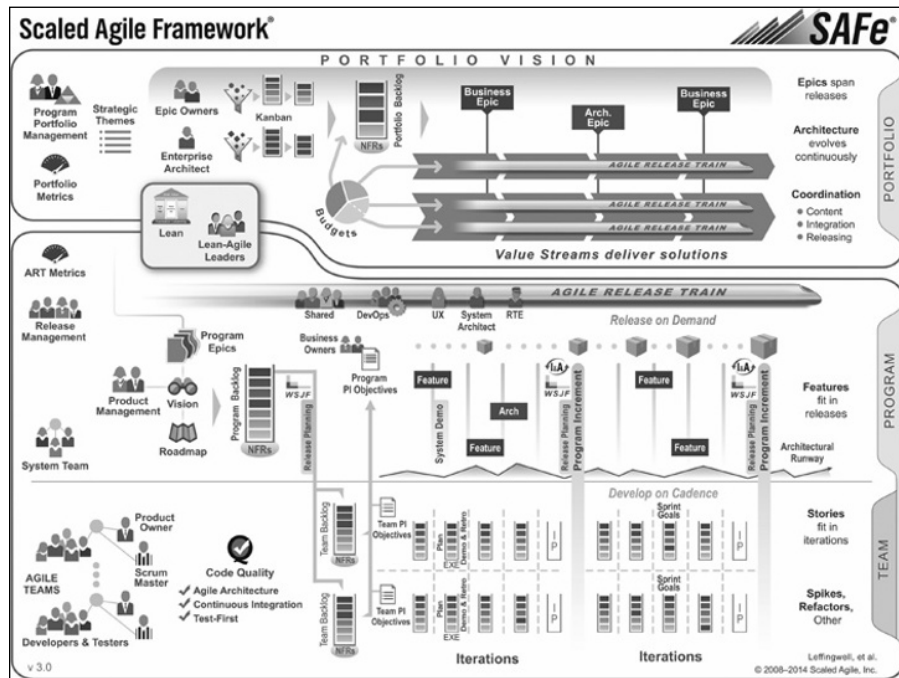 Scaled Agile Framework®
SAFe®
PORTFOLIO VISION
Program
Portfolio
Management
Strategic
Themes
Portfolio
Metrics
Epic Owners
Enterprise
Architect
Kanban
Portfolio Backlog
NFRs
Business
Epic
Arch.
Epic
Business
Epic
AGILE RELEASE TRAIN
AGILE RELEASE TRAIN
AGILE RELEASE TRAIN
Budgets
Value Streams deliver solutions
Epics span
releases
Architecture
evolves
continuously
Coordination
Content
Integration
Releasing
PORTFOLIO
Lean
Lean-Agile
Leaders
ART Metrics
Release
Management
Program
Epics
Product
Management
Vision
Roadmap
System Team
Program Backlog
NFRs
WSJF
Release Planning
AGILE RELEASE TRAIN
Shared
DevOps
UX
System
Architect
RTE
Release on Demand
Business
Owners
Program
PI Objectives
Feature
System Demo
Feature
Arch
WSJF
Release Planning
Program Increment
Feature
Feature
WSJF
Release Planning
Program Increment
Features
fit in
releases
Architectural
Runway
PROGRAM
Develop on Cadence
AGILE
TEAMS
Product
Owner
Scrum
Master
Developers & Testers
Code Quality
Agile Architecture
Continuous Integration
Test-First
Team Backlog
NFRs
Team PI
Objectives
Plan
EXE
Demo & Retro
I P
Sprint
Goals
I P
Stories
fit in
iterations
Team Backlog
NFRs
Team PI
Objectives
Plan
EXE
Demo & Retro
I P
Sprint
Goals
I P
Spikes,
Refactors,
Other
TEAM
Iterations
Iterations
v 3.0
Leffingwell, et al.
© 2008–2014 Scaled Agile, Inc.